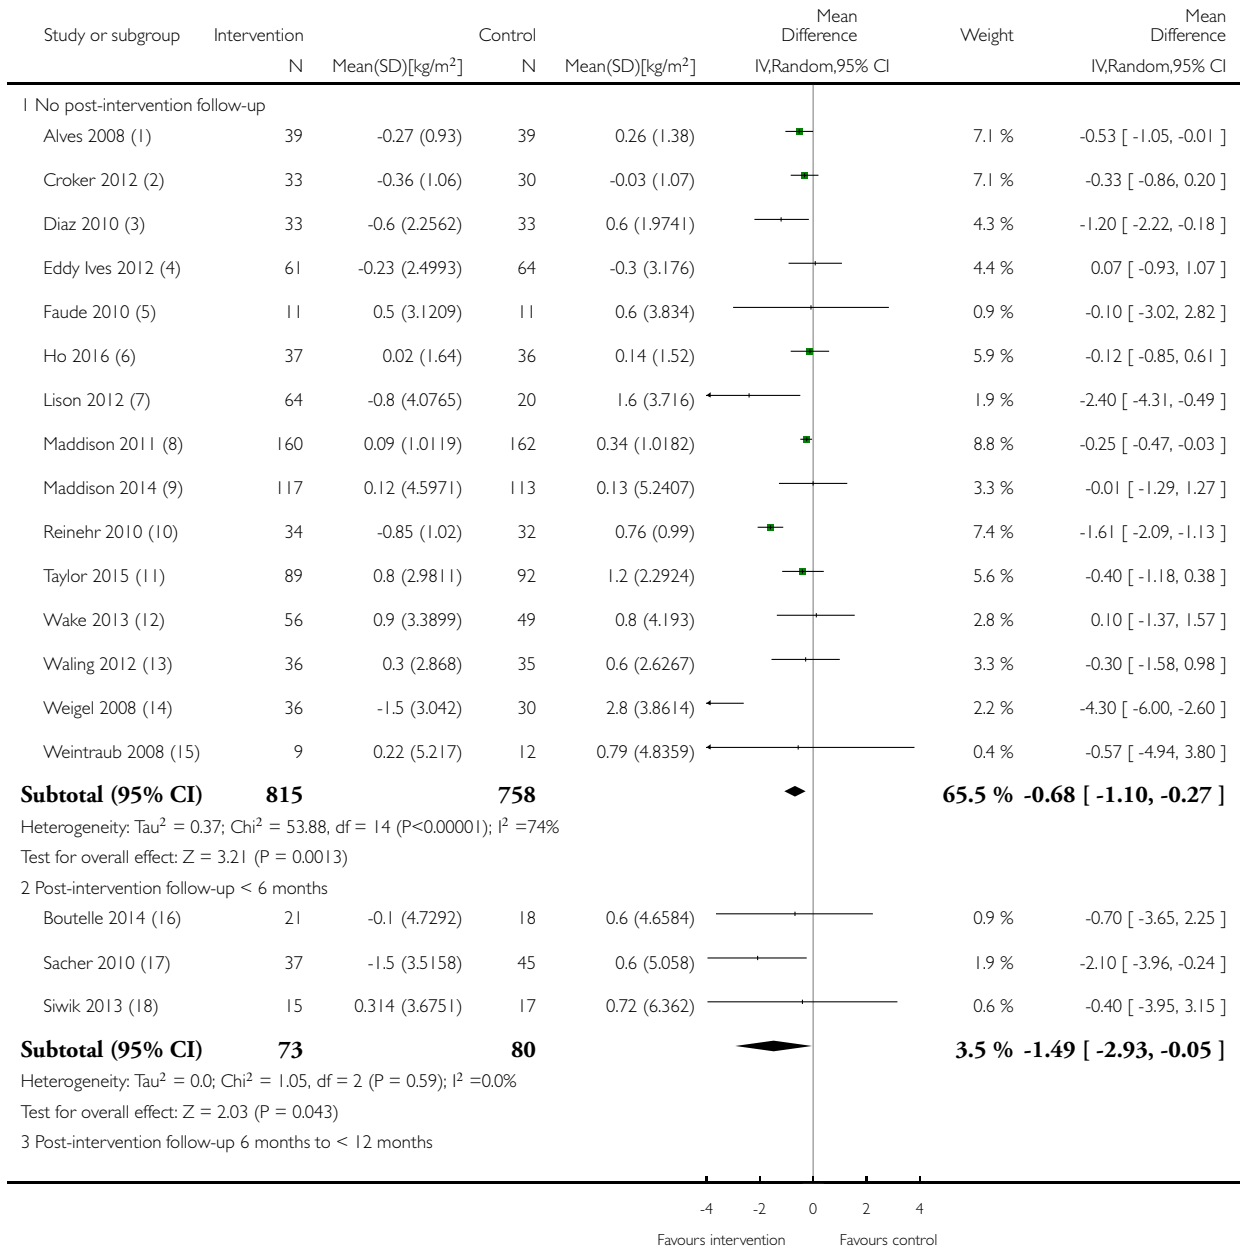 Mean Mean
Study or subgroup Intervention Control Difference Weight Difference
N Mean(SD)[kg/m²] N Mean(SD)[kg/m²] IV,Random,95% CI IV,Random,95% CI
1 No post-intervention follow-up
Alves 2008 (1) 39 -0.27 (0.93) 39 0.26 (1.38) 7.1 % -0.53 [ -1.05, -0.01 ]
Croker 2012 (2) 33 -0.36 (1.06) 30 -0.03 (1.07) 7.1 % -0.33 [ -0.86, 0.20 ]
Diaz 2010 (3) 33 -0.6 (2.2562) 33 0.6 (1.9741) 4.3 % -1.20 [ -2.22, -0.18 ]
Eddy Ives 2012 (4) 61 -0.23 (2.4993) 64 -0.3 (3.176) 4.4 % 0.07 [ -0.93, 1.07 ]
Faude 2010 (5) 11 0.5 (3.1209) 11 0.6 (3.834) 0.9 % -0.10 [ -3.02, 2.82 ]
Ho 2016 (6) 37 0.02 (1.64) 36 0.14 (1.52) 5.9 % -0.12 [ -0.85, 0.61 ]
Lison 2012 (7) 64 -0.8 (4.0765) 20 1.6 (3.716) 1.9 % -2.40 [ -4.31, -0.49 ]
Maddison 2011 (8) 160 0.09 (1.0119) 162 0.34 (1.0182) 8.8 % -0.25 [ -0.47, -0.03 ]
Maddison 2014 (9) 117 0.12 (4.5971) 113 0.13 (5.2407) 3.3 % -0.01 [ -1.29, 1.27 ]
Reinehr 2010 (10) 34 -0.85 (1.02) 32 0.76 (0.99) 7.4 % -1.61 [ -2.09, -1.13 ]
Taylor 2015 (11) 89 0.8 (2.9811) 92 1.2 (2.2924) 5.6 % -0.40 [ -1.18, 0.38 ]
Wake 2013 (12) 56 0.9 (3.3899) 49 0.8 (4.193) 2.8 % 0.10 [ -1.37, 1.57 ]
Waling 2012 (13) 36 0.3 (2.868) 35 0.6 (2.6267) 3.3 % -0.30 [ -1.58, 0.98 ]
Weigel 2008 (14) 36 -1.5 (3.042) 30 2.8 (3.8614) 2.2 % -4.30 [ -6.00, -2.60 ]
Weintraub 2008 (15) 9 0.22 (5.217) 12 0.79 (4.8359) 0.4 % -0.57 [ -4.94, 3.80 ]
Subtotal (95% CI) 815 758 65.5 % -0.68 [ -1.10, -0.27 ]
Heterogeneity: Tau² = 0.37; Chi² = 53.88, df = 14 (P<0.00001); I² =74%
Test for overall effect: Z = 3.21 (P = 0.0013)
2 Post-intervention follow-up < 6 months
Boutelle 2014 (16) 21 -0.1 (4.7292) 18 0.6 (4.6584) 0.9 % -0.70 [ -3.65, 2.25 ]
Sacher 2010 (17) 37 -1.5 (3.5158) 45 0.6 (5.058) 1.9 % -2.10 [ -3.96, -0.24 ]
Siwik 2013 (18) 15 0.314 (3.6751) 17 0.72 (6.362) 0.6 % -0.40 [ -3.95, 3.15 ]
Subtotal (95% CI) 73 80 3.5 % -1.49 [ -2.93, -0.05 ]
Heterogeneity: Tau² = 0.0; Chi² = 1.05, df = 2 (P = 0.59); I² =0.0%
Test for overall effect: Z = 2.03 (P = 0.043)
3 Post-intervention follow-up 6 months to < 12 months
-4 -2 0 2 4
Favours intervention Favours control